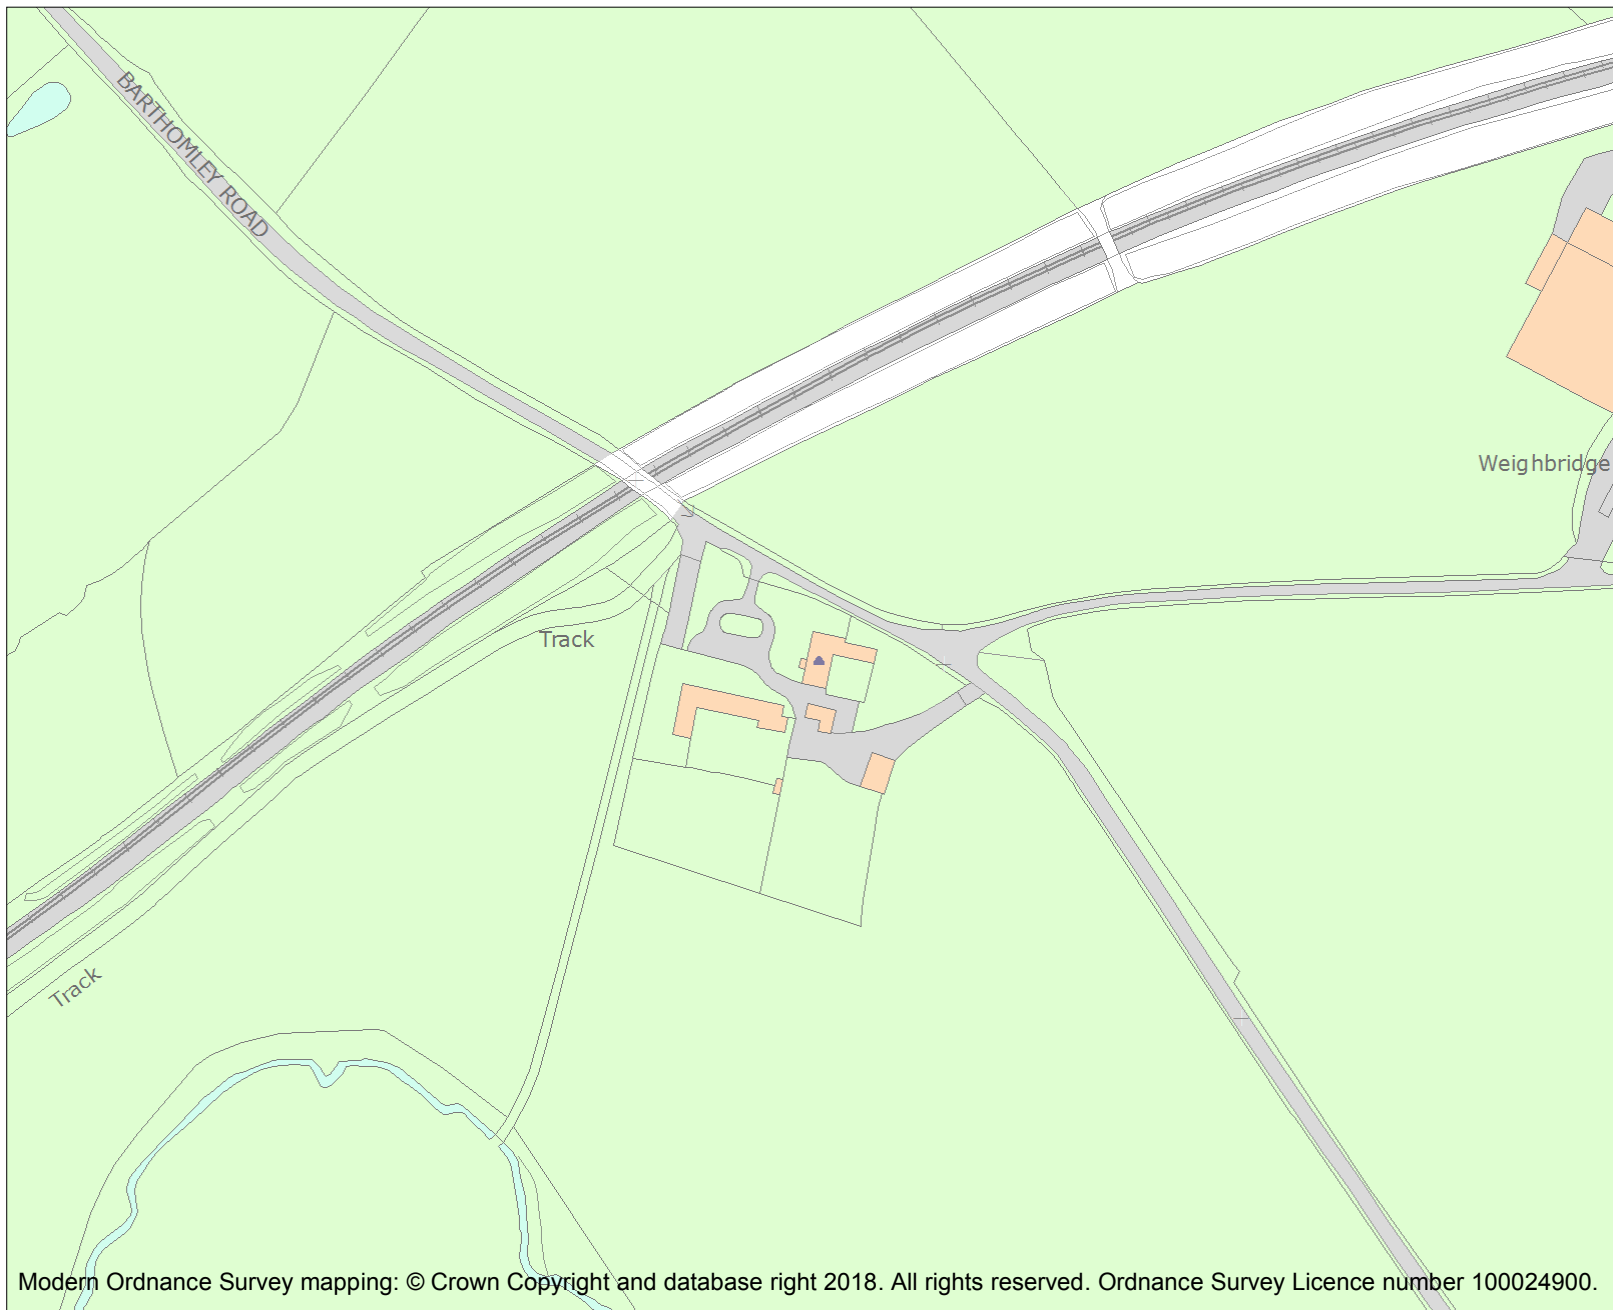 BARTHOMLEY ROAD
Weighbridge
Track
Track
Modern Ordnance Survey mapping: © Crown Copyright and database right 2018. All rights reserved. Ordnance Survey Licence number 100024900.